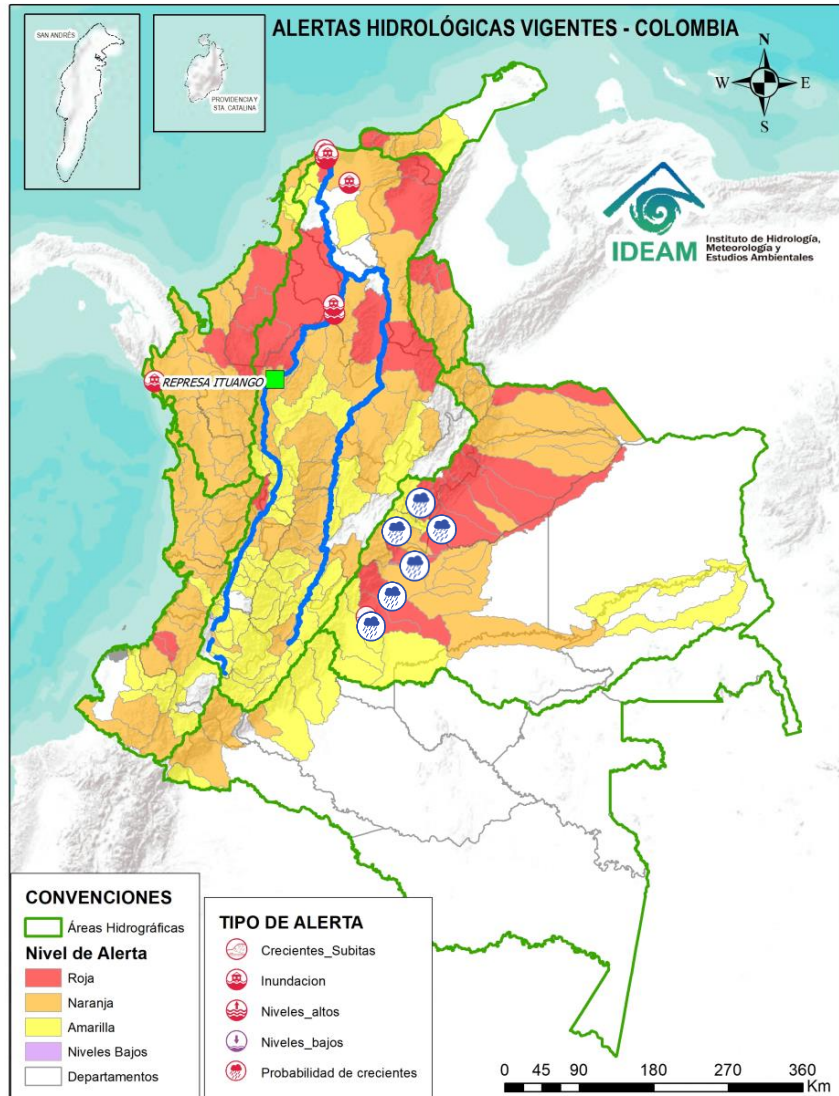 ALERTAS HIDROLÓGICAS VIGENTES - COLOMBIA
SAN ANDRÉS
PROVIDENCIA Y
STA. CATALINA
N
W
E
S
IDEAM
Instituto de Hidrología,
Meteorología y
Estudios Ambientales
REPRESA ITUANGO
CONVENCIONES
Áreas Hidrográficas
Nivel de Alerta
Roja
Naranja
Amarilla
Niveles Bajos
Departamentos
TIPO DE ALERTA
Crecientes_Subitas
Inundacion
Niveles_altos
Niveles_bajos
Probabilidad de crecientes
0 45 90 180 270 360
Km